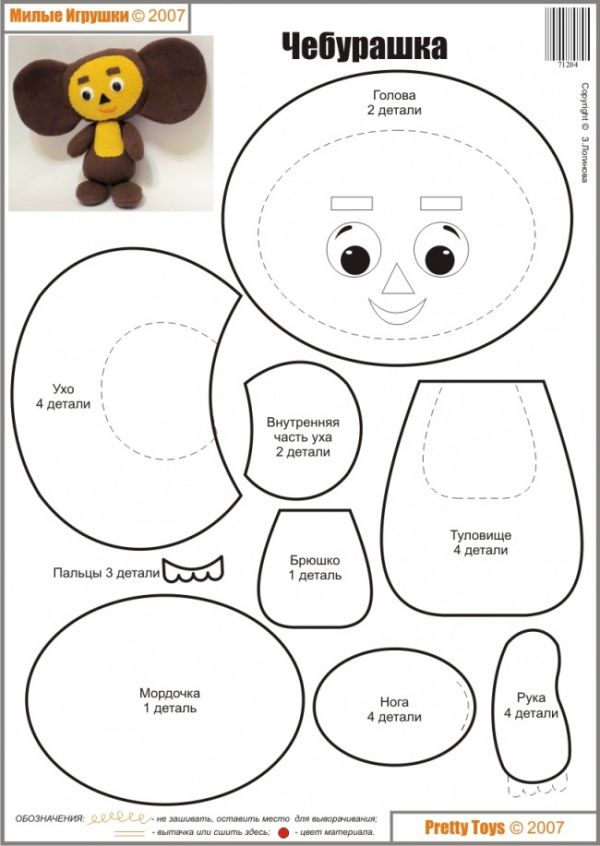 Милые Игрушки © 2007
Чебурашка
71204
Copyright © З.Логинова
Голова
2 детали
Ухо
4 детали
Внутренняя
часть уха
2 детали
Туловище
4 детали
Брюшко
1 деталь
Пальцы 3 детали
Мордочка
1 деталь
Нога
4 детали
Рука
4 детали
ОБОЗНАЧЕНИЯ: - не зашивать, оставить место для выворачивания;
- вытачка или сшить здесь; - цвет материала.
Pretty Toys © 2007